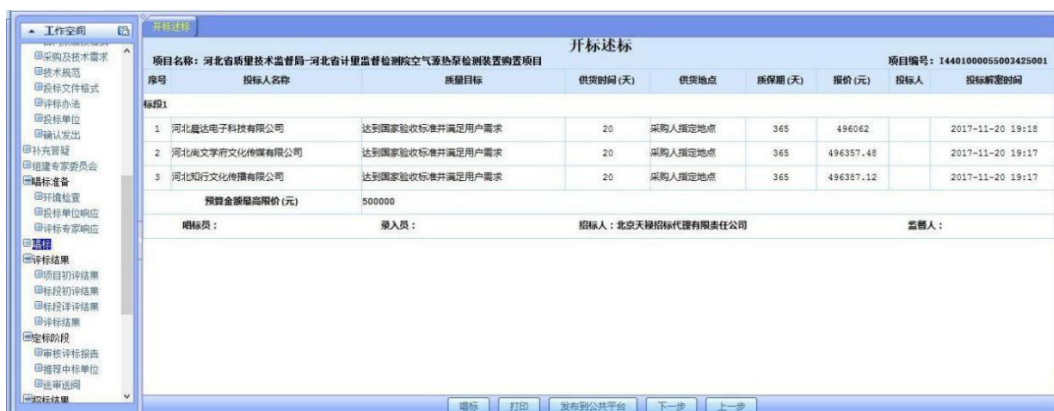 工作空间
开标述标
采购及技术需求
技术规范
投标文件格式
评标办法
投标单位
确认发出
补充答疑
组建专家委员会
唱标准备
环境检查
投标单位响应
评标专家响应
唱标
评标结果
项目初评结果
标段初评结果
标段详评结果
评标结果
定标阶段
审核评标报告
推荐中标单位
送审送阅
招标结果
开标述标
项目名称：河北省质量技术监督局-河北省计量监督检测院空气源热泵检测装置购置项目 项目编号：I4401000055003425001
序号 投标人名称 质量目标 供货时间(天) 供货地点 质保期(天) 报价(元) 投标人 投标解密时间
标段1
1 河北晨达电子科技有限公司 达到国家验收标准并满足用户需求 20 采购人指定地点 365 496062 2017-11-20 19:18
2 河北尚文学府文化传媒有限公司 达到国家验收标准并满足用户需求 20 采购人指定地点 365 496357.48 2017-11-20 19:17
3 河北知行文化传播有限公司 达到国家验收标准并满足用户需求 20 采购人指定地点 365 496387.12 2017-11-20 19:17
预算金额最高限价(元) 500000
唱标员： 录入员： 招标人：北京天禄招标代理有限责任公司 监督人：
唱标 打印 发布到公共平台 下一步 上一步